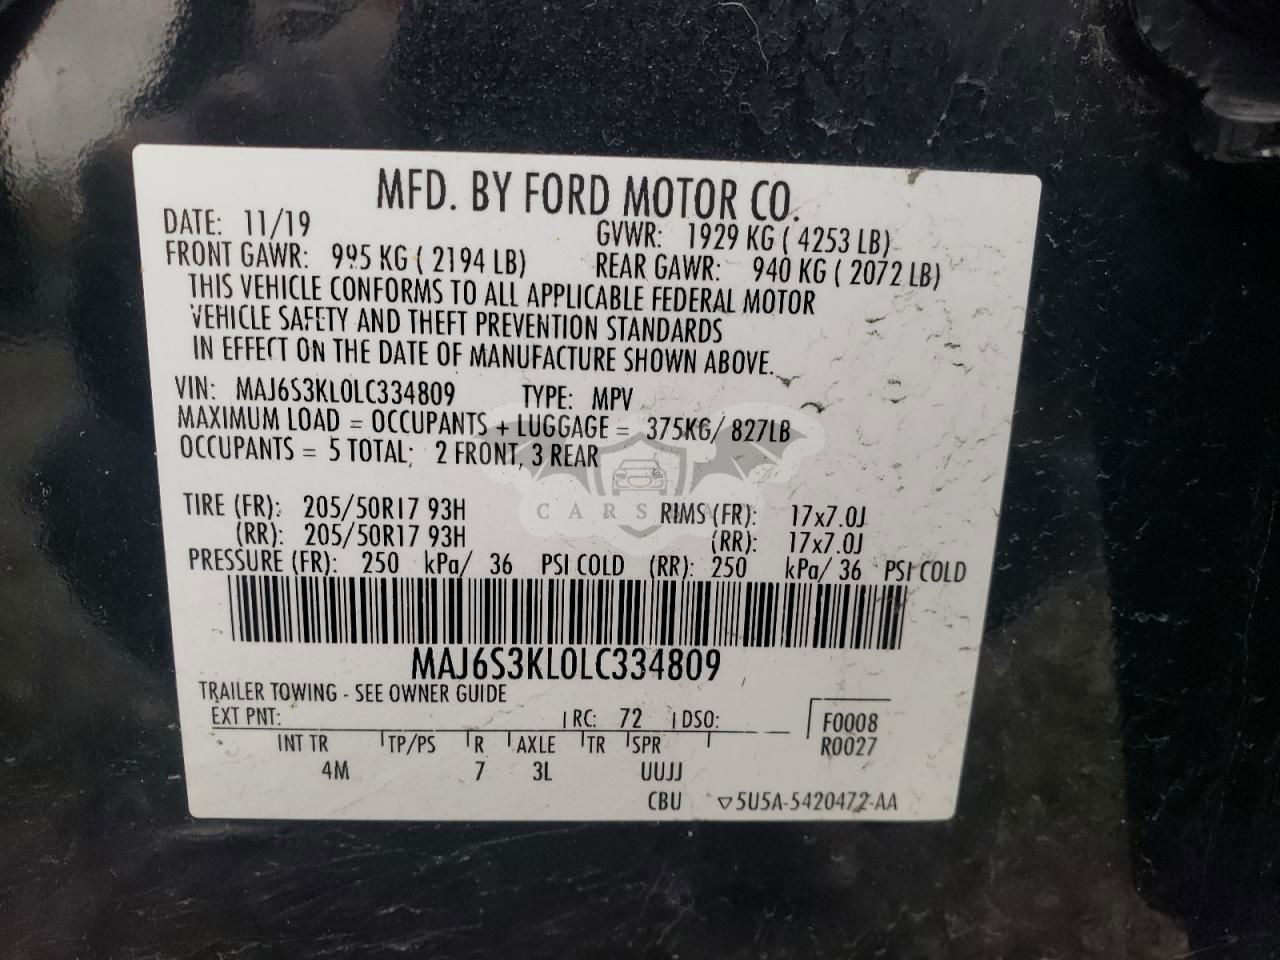 MFD. BY FORD MOTOR CO.
DATE: 11/19 GVWR: 1929 KG ( 4253 LB)
FRONT GAWR: 995 KG ( 2194 LB) REAR GAWR: 940 KG ( 2072 LB)
THIS VEHICLE CONFORMS TO ALL APPLICABLE FEDERAL MOTOR
VEHICLE SAFETY AND THEFT PREVENTION STANDARDS
IN EFFECT ON THE DATE OF MANUFACTURE SHOWN ABOVE.
VIN: MAJ6S3KL0LC334809 TYPE: MPV
MAXIMUM LOAD = OCCUPANTS + LUGGAGE = 375KG/ 827LB
OCCUPANTS = 5 TOTAL; 2 FRONT, 3 REAR
TIRE (FR): 205/50R17 93H RIMS (FR): 17x7.0J
(RR): 205/50R17 93H (RR): 17x7.0J
PRESSURE (FR): 250 kPa/ 36 PSI COLD (RR): 250 kPa/ 36 PSI COLD
MAJ6S3KL0LC334809
TRAILER TOWING - SEE OWNER GUIDE
EXT PNT: RC: 72 DSO: F0008
INT TR TP/PS R AXLE TR SPR R0027
4M 7 3L UUJJ
CBU ▽5U5A-5420472-AA